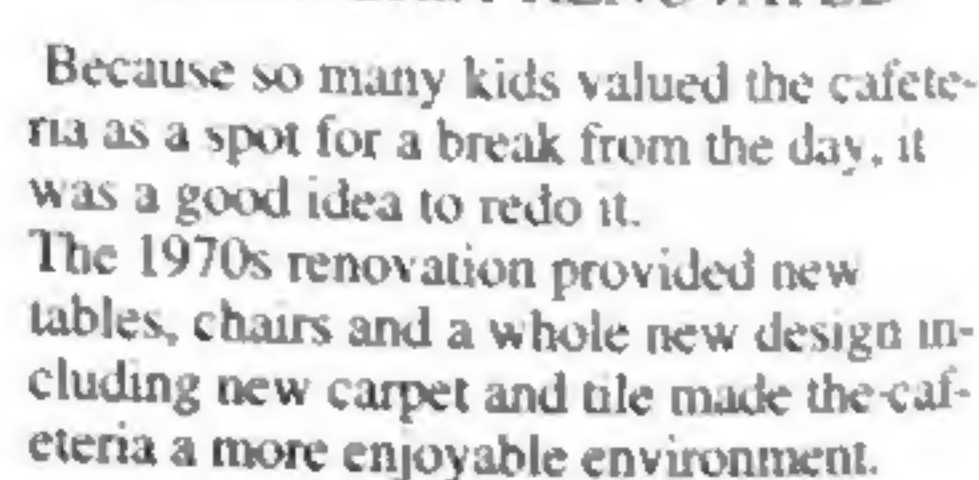 RENOVATED
Because so many kids valued the cafete-
ria as a spot for a break from the day, it
was a good idea to redo it.
The 1970s renovation provided new
tables, chairs and a whole new design in-
cluding new carpet and tile made the caf-
eteria a more enjoyable environment.